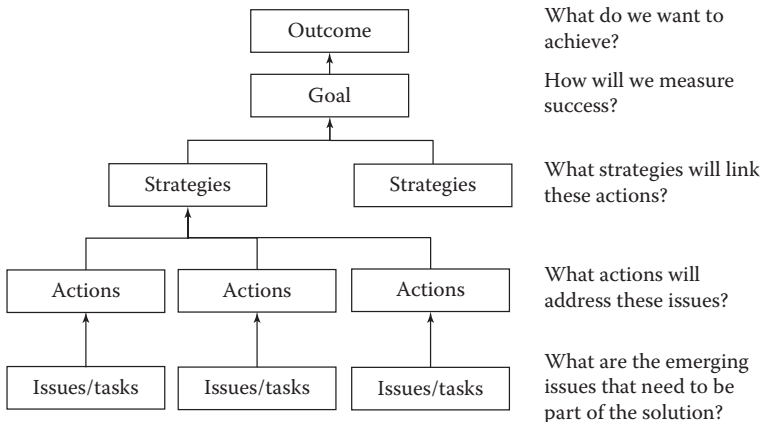 Outcome
What do we want to
achieve?
Goal
How will we measure
success?
Strategies
Strategies
What strategies will link
these actions?
Actions
Actions
Actions
What actions will
address these issues?
Issues/tasks
Issues/tasks
Issues/tasks
What are the emerging
issues that need to be
part of the solution?